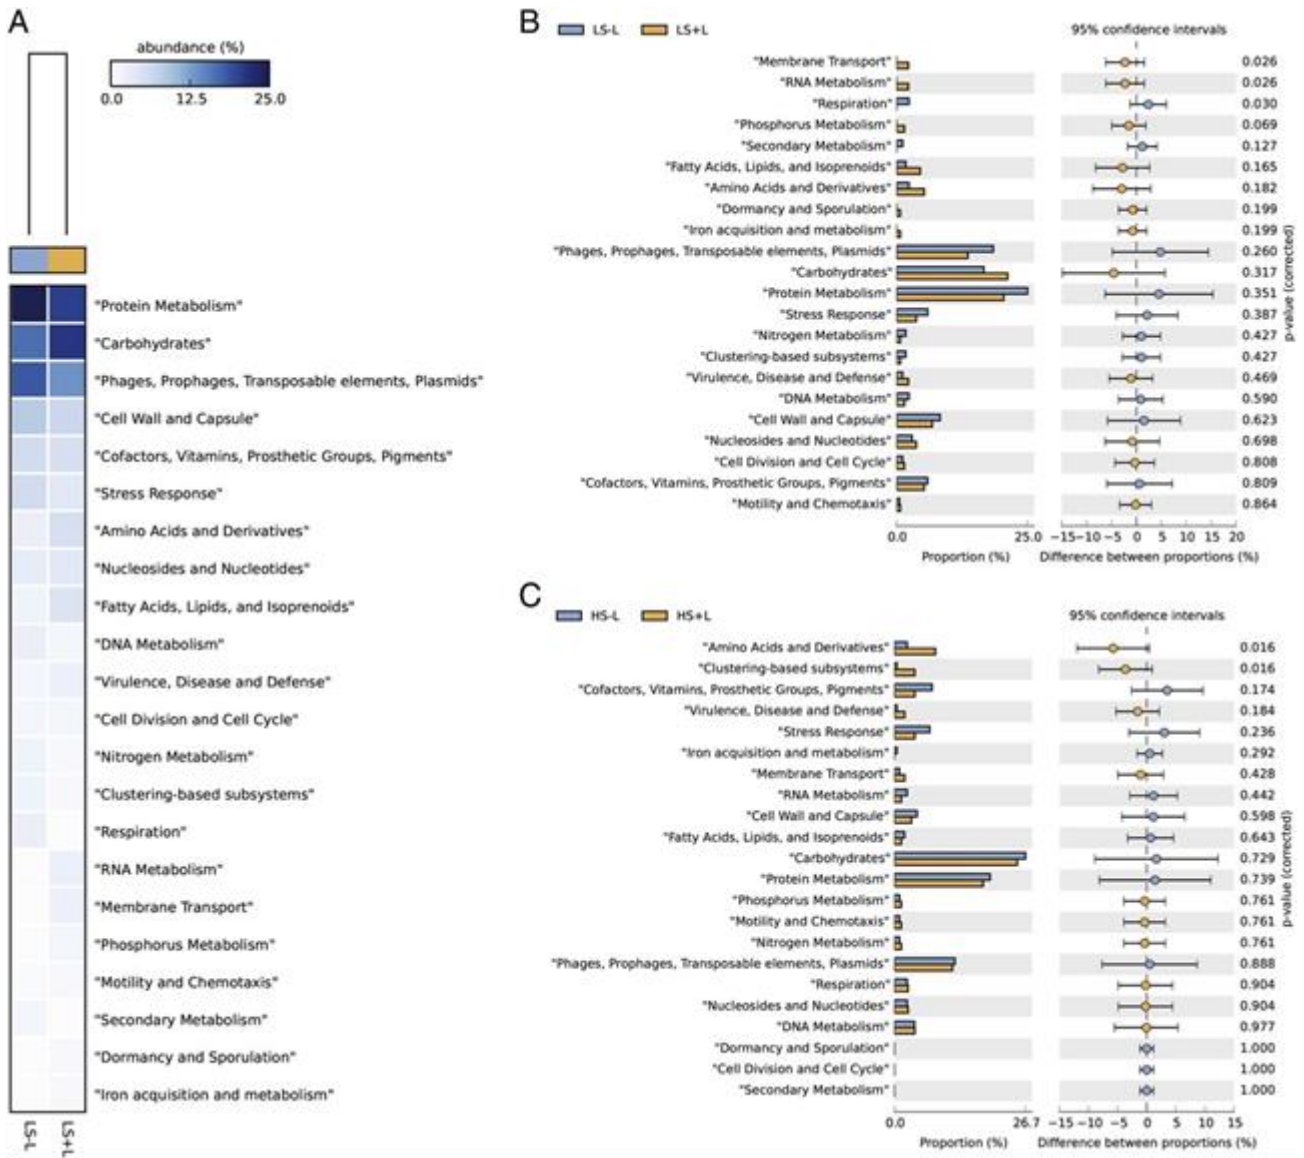 A
abundance (%)
0.0 12.5 25.0
"Protein Metabolism"
"Carbohydrates"
"Phages, Prophages, Transposable elements, Plasmids"
"Cell Wall and Capsule"
"Cofactors, Vitamins, Prosthetic Groups, Pigments"
"Stress Response"
"Amino Acids and Derivatives"
"Nucleosides and Nucleotides"
"Fatty Acids, Lipids, and Isoprenoids"
"DNA Metabolism"
"Virulence, Disease and Defense"
"Cell Division and Cell Cycle"
"Nitrogen Metabolism"
"Clustering-based subsystems"
"Respiration"
"RNA Metabolism"
"Membrane Transport"
"Phosphorus Metabolism"
"Motility and Chemotaxis"
"Secondary Metabolism"
"Dormancy and Sporulation"
"Iron acquisition and metabolism"
LS-L LS+L
B
LS-L LS+L
95% confidence intervals
"Membrane Transport" 0.026
"RNA Metabolism" 0.026
"Respiration" 0.030
"Phosphorus Metabolism" 0.069
"Secondary Metabolism" 0.127
"Fatty Acids, Lipids, and Isoprenoids" 0.165
"Amino Acids and Derivatives" 0.182
"Dormancy and Sporulation" 0.199
"Iron acquisition and metabolism" 0.199
"Phages, Prophages, Transposable elements, Plasmids" 0.260
"Carbohydrates" 0.317
"Protein Metabolism" 0.351
"Stress Response" 0.387
"Nitrogen Metabolism" 0.427
"Clustering-based subsystems" 0.427
"Virulence, Disease and Defense" 0.469
"DNA Metabolism" 0.590
"Cell Wall and Capsule" 0.623
"Nucleosides and Nucleotides" 0.698
"Cell Division and Cell Cycle" 0.808
"Cofactors, Vitamins, Prosthetic Groups, Pigments" 0.809
"Motility and Chemotaxis" 0.864
p-value (corrected)
0.0 25.0 −15 −10 −5 0 5 10 15 20
Proportion (%) Difference between proportions (%)
C
HS-L HS+L
95% confidence intervals
"Amino Acids and Derivatives" 0.016
"Clustering-based subsystems" 0.016
"Cofactors, Vitamins, Prosthetic Groups, Pigments" 0.174
"Virulence, Disease and Defense" 0.184
"Stress Response" 0.236
"Iron acquisition and metabolism" 0.292
"Membrane Transport" 0.428
"RNA Metabolism" 0.442
"Cell Wall and Capsule" 0.598
"Fatty Acids, Lipids, and Isoprenoids" 0.643
"Carbohydrates" 0.729
"Protein Metabolism" 0.739
"Phosphorus Metabolism" 0.761
"Motility and Chemotaxis" 0.761
"Nitrogen Metabolism" 0.761
"Phages, Prophages, Transposable elements, Plasmids" 0.888
"Respiration" 0.904
"Nucleosides and Nucleotides" 0.904
"DNA Metabolism" 0.977
"Dormancy and Sporulation" 1.000
"Cell Division and Cell Cycle" 1.000
"Secondary Metabolism" 1.000
p-value (corrected)
0.0 26.7 −15 −10 −5 0 5 10 15
Proportion (%) Difference between proportions (%)